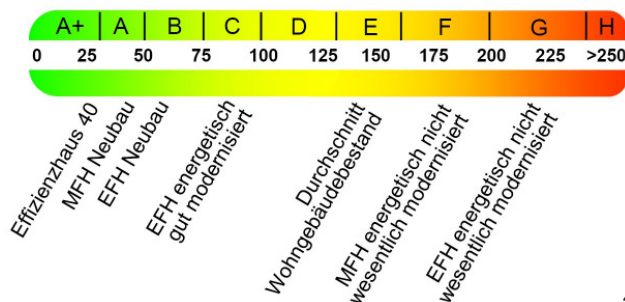 A+ A B C D E F G H
0 25 50 75 100 125 150 175 200 225 >250
Effizienzhaus 40
MFH Neubau
EFH Neubau
EFH energetisch
gut modernisiert
Durchschnitt
Wohngebäudebestand
MFH energetisch nicht
wesentlich modernisiert
EFH energetisch nicht
wesentlich modernisiert